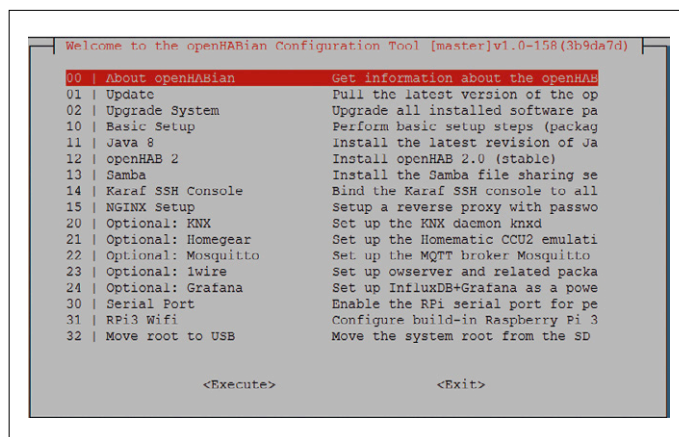 Welcome to the openHABian Configuration Tool [master]v1.0-158(3b9da7d)
00 | About openHABian Get information about the openHAB
01 | Update Pull the latest version of the op
02 | Upgrade System Upgrade all installed software pa
10 | Basic Setup Perform basic setup steps (packag
11 | Java 8 Install the latest revision of Ja
12 | openHAB 2 Install openHAB 2.0 (stable)
13 | Samba Install the Samba file sharing se
14 | Karaf SSH Console Bind the Karaf SSH console to all
15 | NGINX Setup Setup a reverse proxy with passwo
20 | Optional: KNX Set up the KNX daemon knxd
21 | Optional: Homegear Set up the Homematic CCU2 emulati
22 | Optional: Mosquitto Set up the MQTT broker Mosquitto
23 | Optional: 1wire Set up owserver and related packa
24 | Optional: Grafana Set up InfluxDB+Grafana as a powe
30 | Serial Port Enable the RPi serial port for pe
31 | RPi3 Wifi Configure build-in Raspberry Pi 3
32 | Move root to USB Move the system root from the SD
<Execute> <Exit>